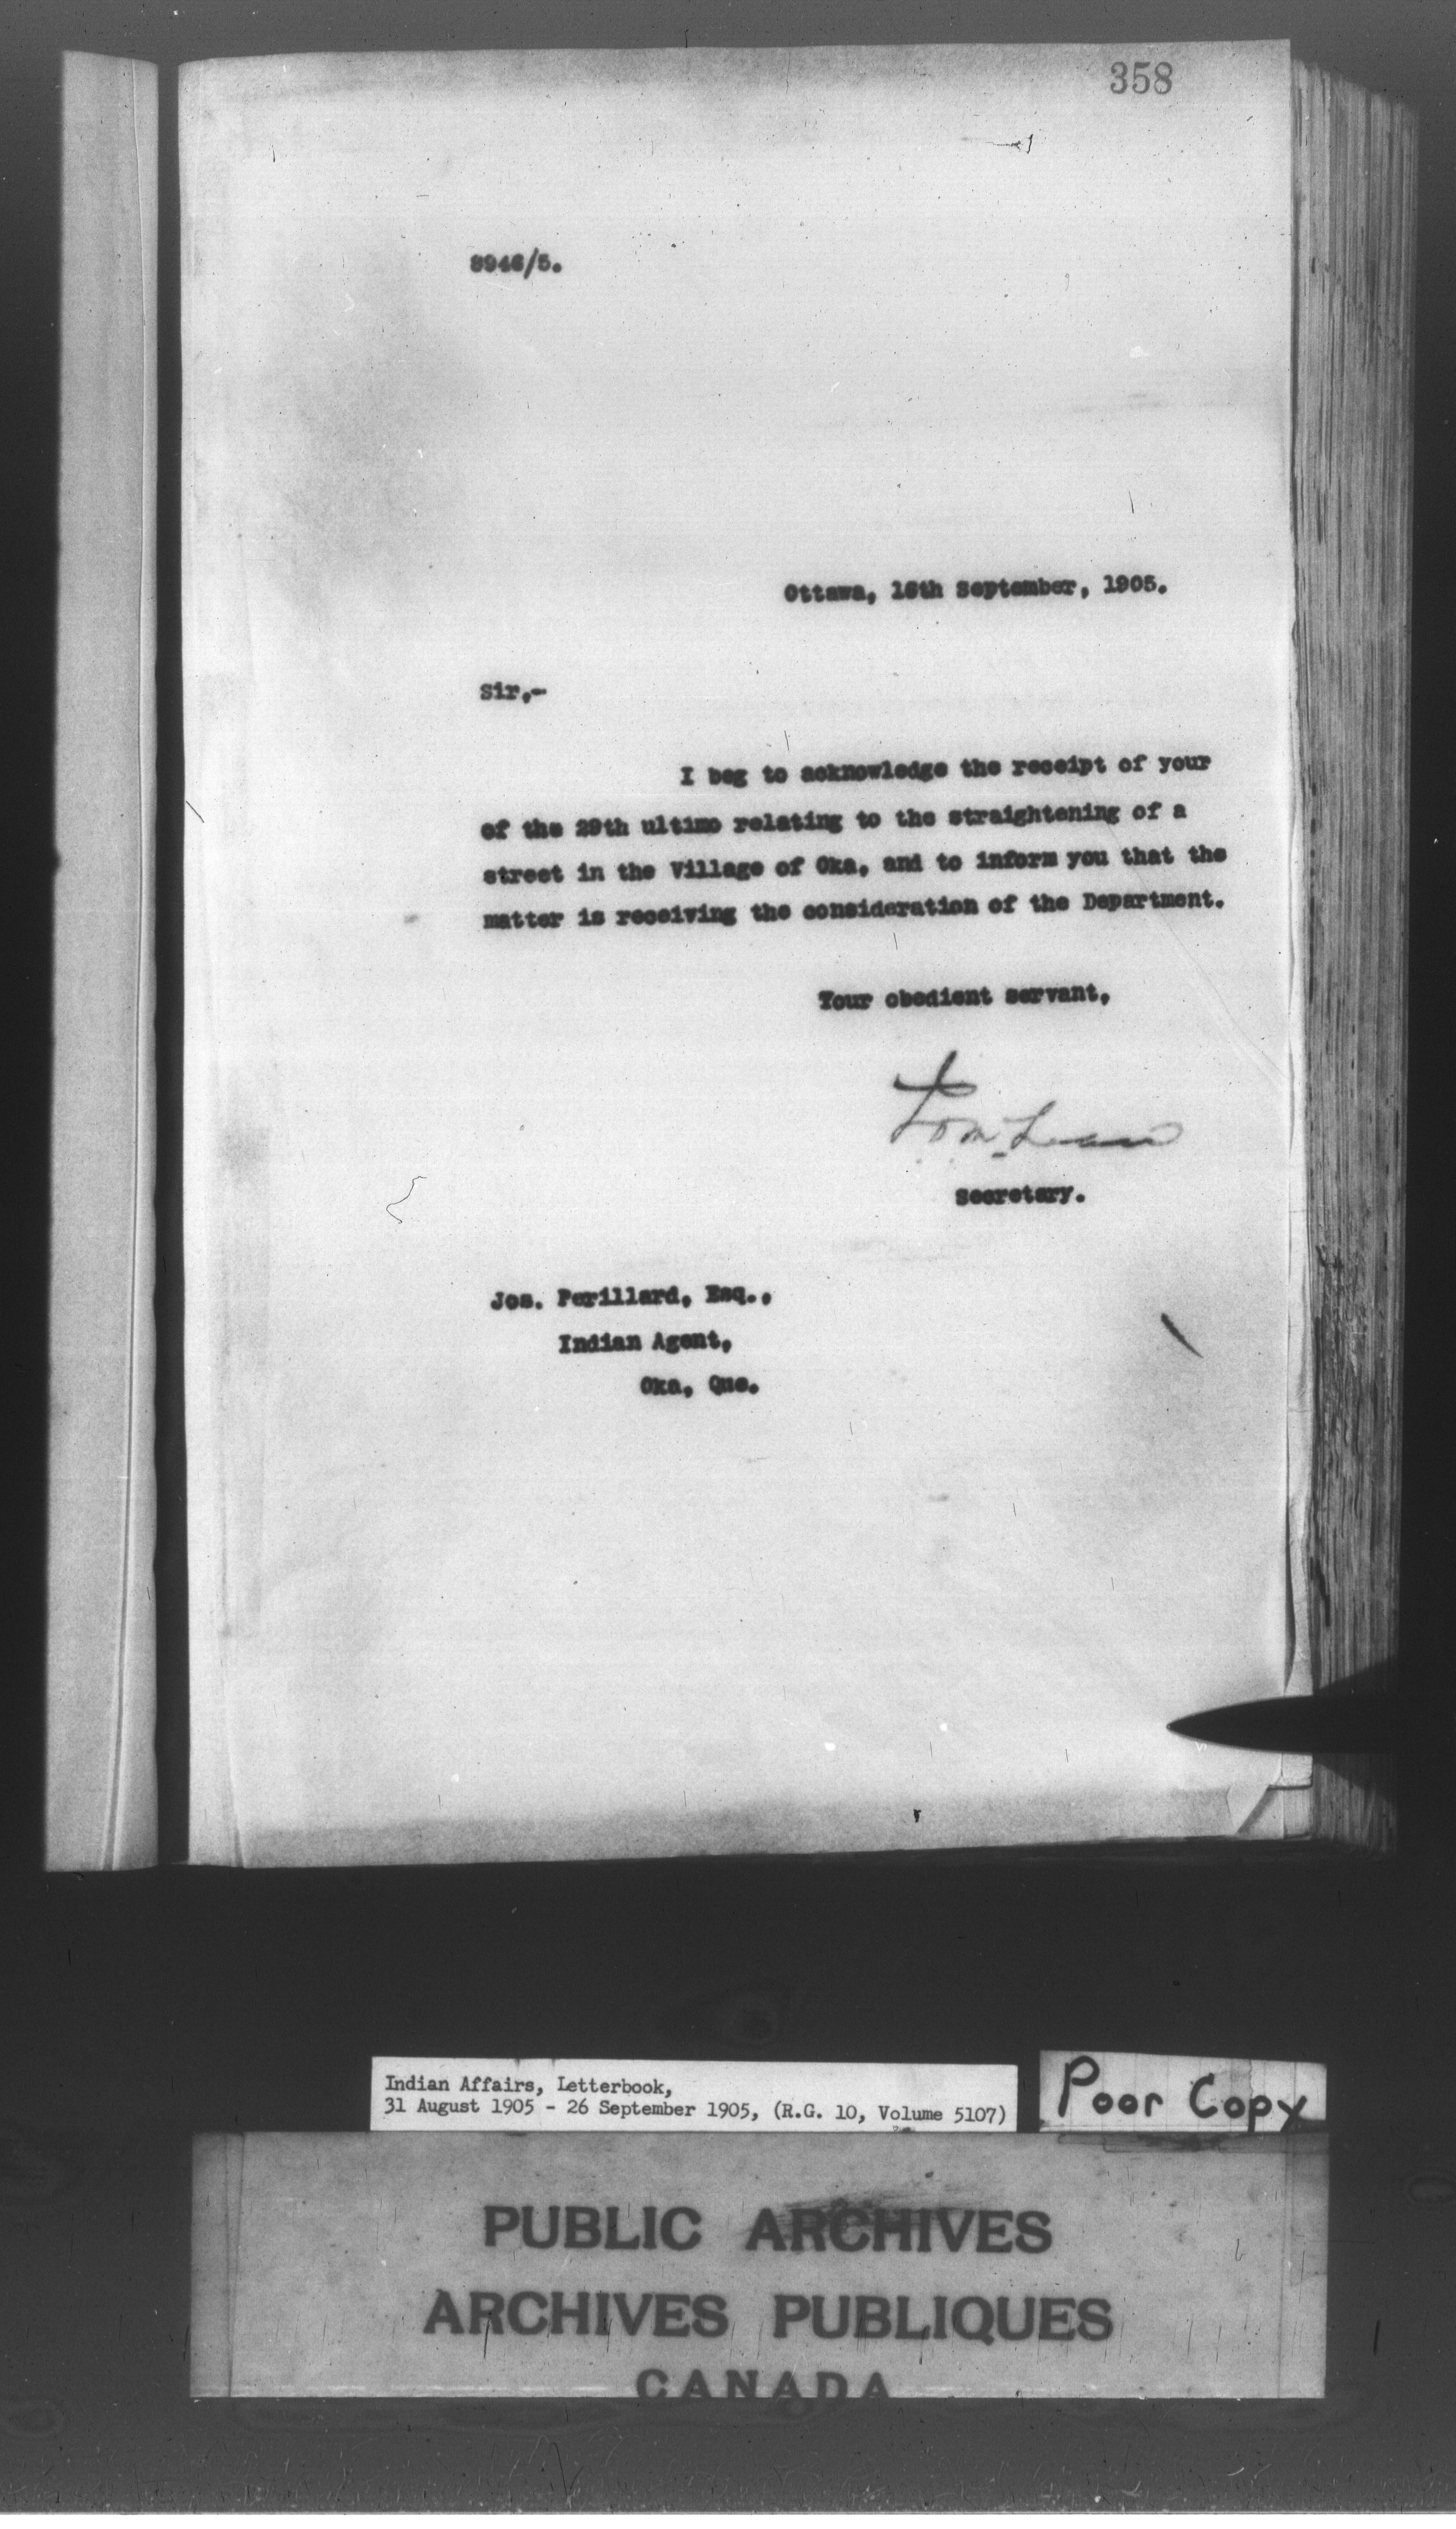 358
8946/5.
Ottawa, 16th September, 1905.
Sir,-
I beg to acknowledge the receipt of your
of the 29th ultimo relating to the straightening of a
street in the Village of Oka, and to inform you that the
matter is receiving the consideration of the Department.
Your obedient servant,
Secretary.
Jos. Perillard, Esq.,
Indian Agent,
Oka, Que.
Indian Affairs, Letterbook,
31 August 1905 - 26 September 1905, (R.G. 10, Volume 5107)
Poor Copy
PUBLIC ARCHIVES
ARCHIVES PUBLIQUES
CANADA